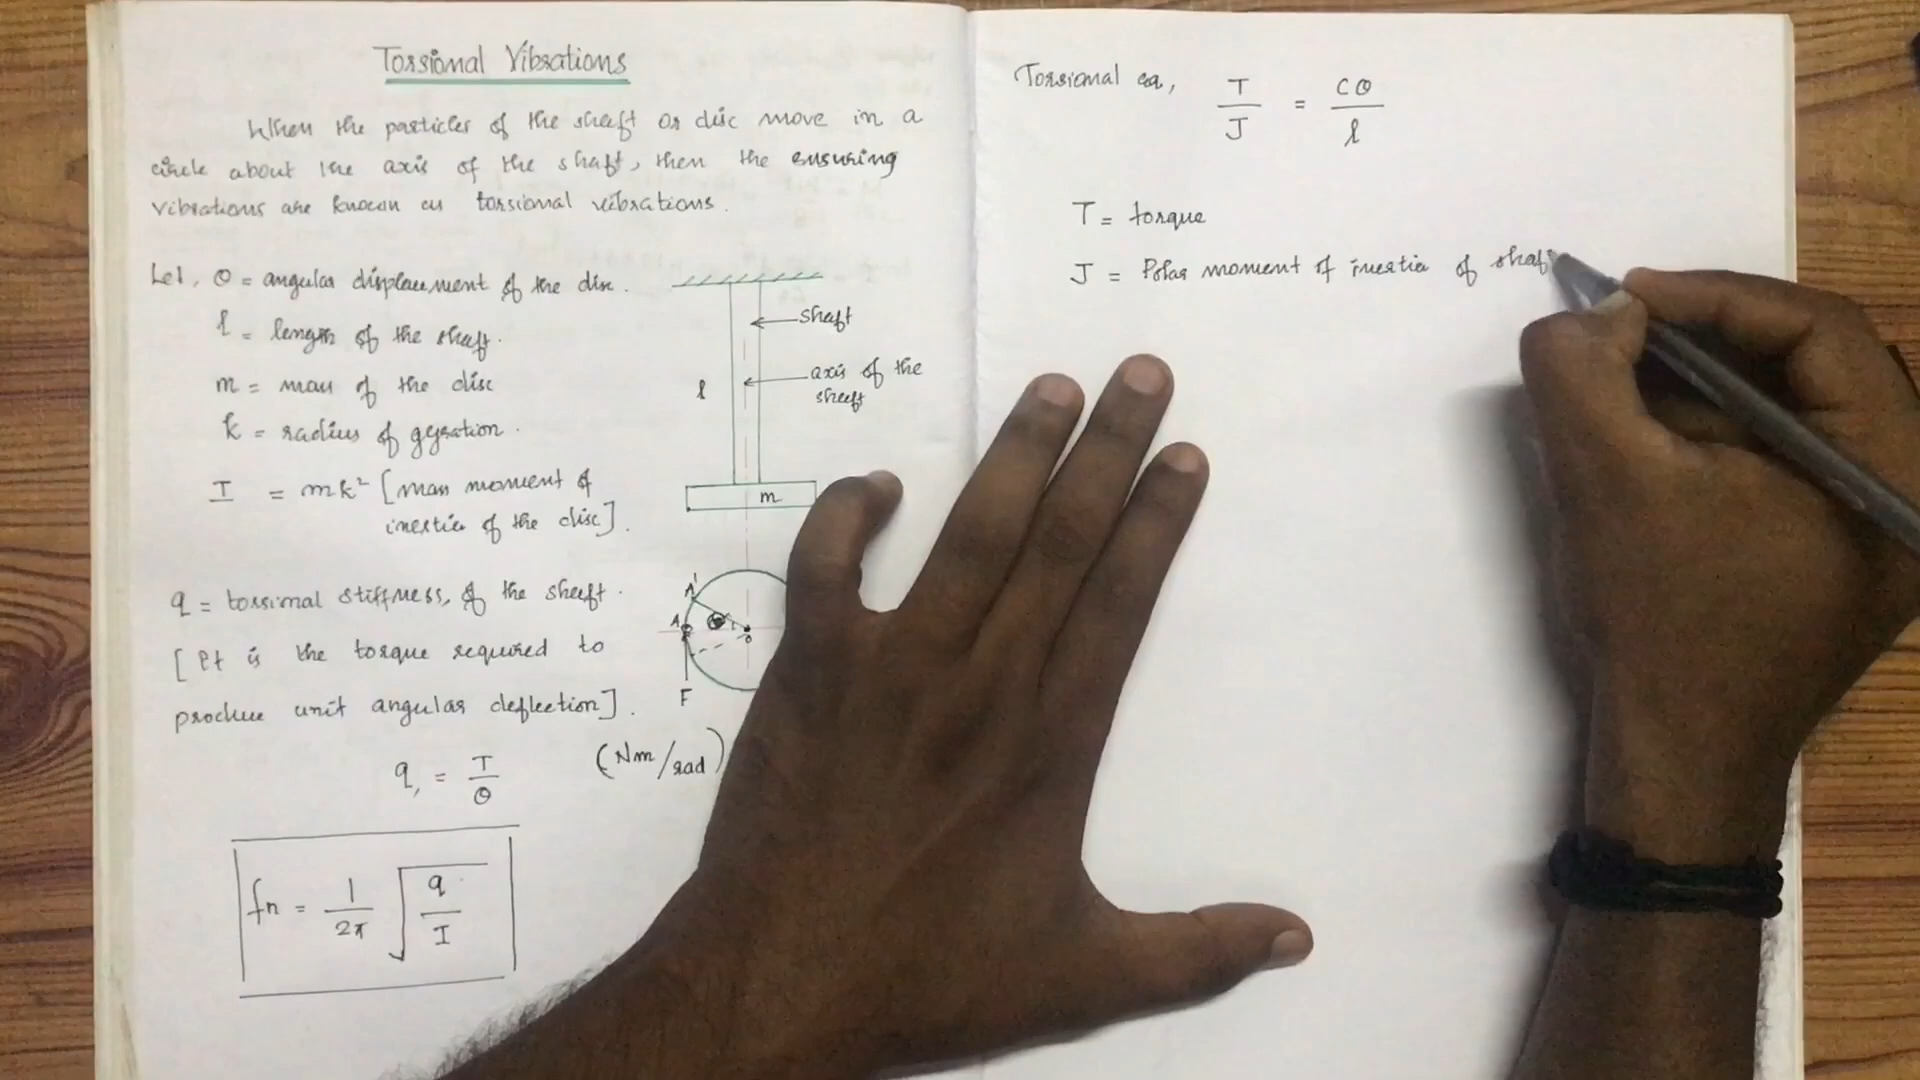 Torsional Vibrations
When the particles of the shaft or disc move in a
circle about the axis of the shaft, then the ensuring
vibrations are known as torsional vibrations.
Let, θ = angular displacement of the disc.
l = length of the shaft.
m = mass of the disc
k = radius of gyration.
I = mk² [mass moment of
inertia of the disc].
q = torsional stiffness, of the shaft.
[It is the torque required to
produce unit angular deflection].
q = T/θ (Nm/rad)
fn = 1/2π √q/I
shaft
axis of the
shaft
l
m
A'
A
O
F
Torsional eq, T/J = Cθ/l
T = torque
J = Polar moment of inertia of shaf